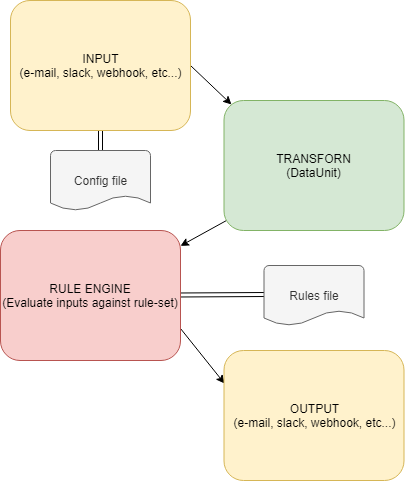 INPUT
(e-mail, slack, webhook, etc...)
TRANSFORN
(DataUnit)
Config file
RULE ENGINE
(Evaluate inputs against rule-set)
Rules file
OUTPUT
(e-mail, slack, webhook, etc...)